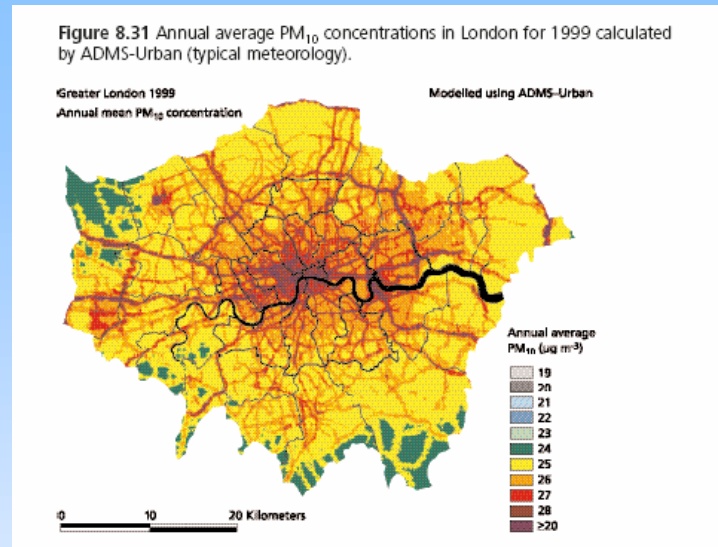 Figure 8.31 Annual average PM₁₀ concentrations in London for 1999 calculated
by ADMS-Urban (typical meteorology).
Greater London 1999
Annual mean PM₁₀ concentration
Modelled using ADMS-Urban
Annual average
PM₁₀ (µg m⁻³)
19
20
21
22
23
24
25
26
27
28
≥20
0 10 20 Kilometers